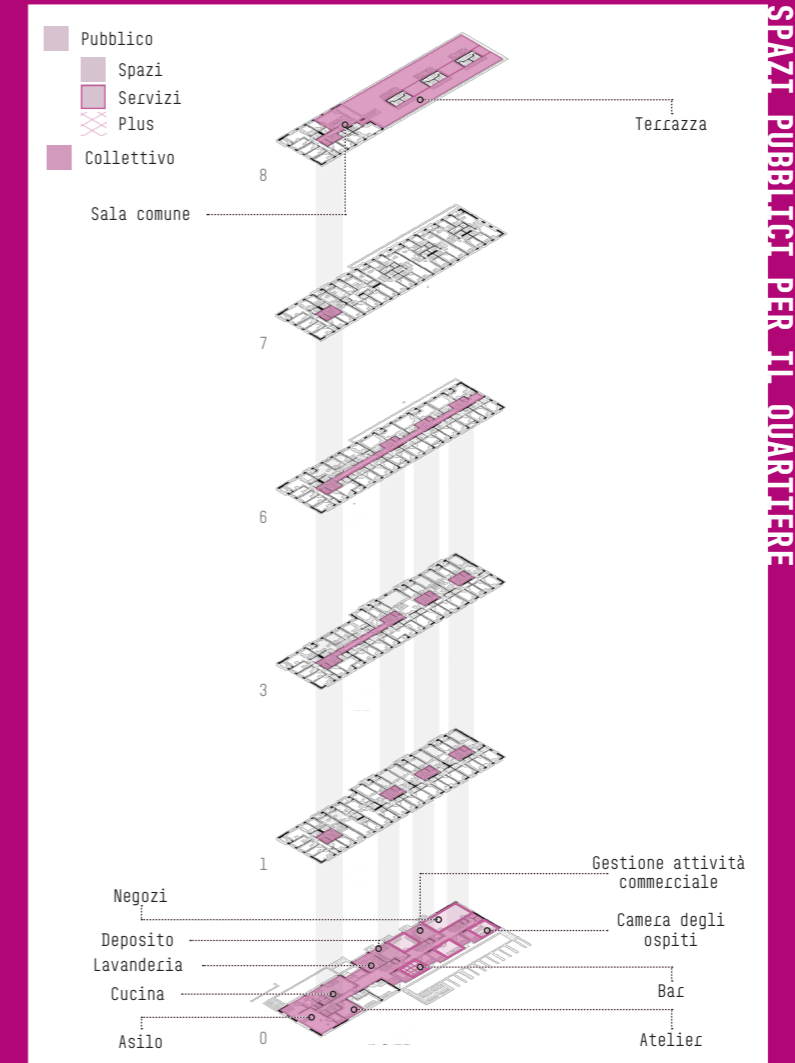 SPAZI PUBBLICI PER IL QUARTIERE
Pubblico
Spazi
Servizi
Plus
Collettivo
Terrazza
8
Sala comune
7
6
3
1
Gestione attività
commerciale
Negozi
Camera degli
ospiti
Deposito
Lavanderia
Cucina
Bar
Asilo
0
Atelier